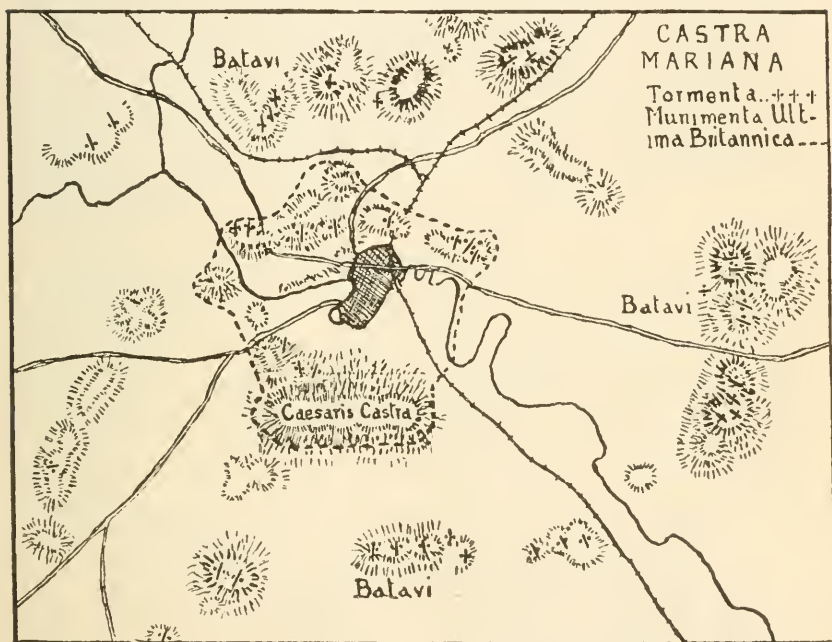 CASTRA
MARIANA
Tormenta..+++
Munimenta Ult-
ima Britannica ---
Batavi
Batavi
Caesaris Castra
Batavi